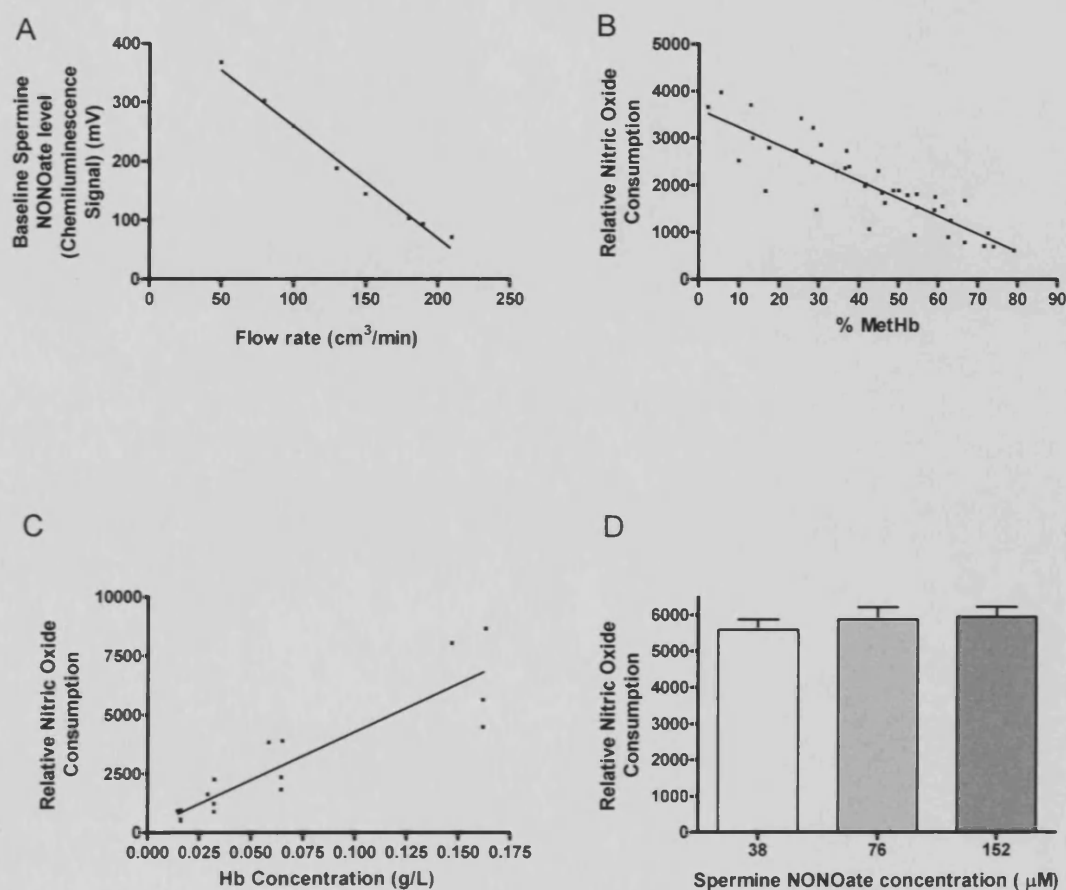 A
Baseline Spermine
NONOate level
(Chemiluminescence
Signal) (mV)
400
300
200
100
0
0 50 100 150 200 250
Flow rate (cm³/min)
B
Relative Nitric Oxide
Consumption
5000
4000
3000
2000
1000
0
0 10 20 30 40 50 60 70 80 90
% MetHb
C
Relative Nitric Oxide
Consumption
10000
7500
5000
2500
0
0.000 0.025 0.050 0.075 0.100 0.125 0.150 0.175
Hb Concentration (g/L)
D
Relative Nitric Oxide
Consumption
6000
5000
4000
3000
2000
1000
0
38 76 152
Spermine NONOate concentration ( µM)